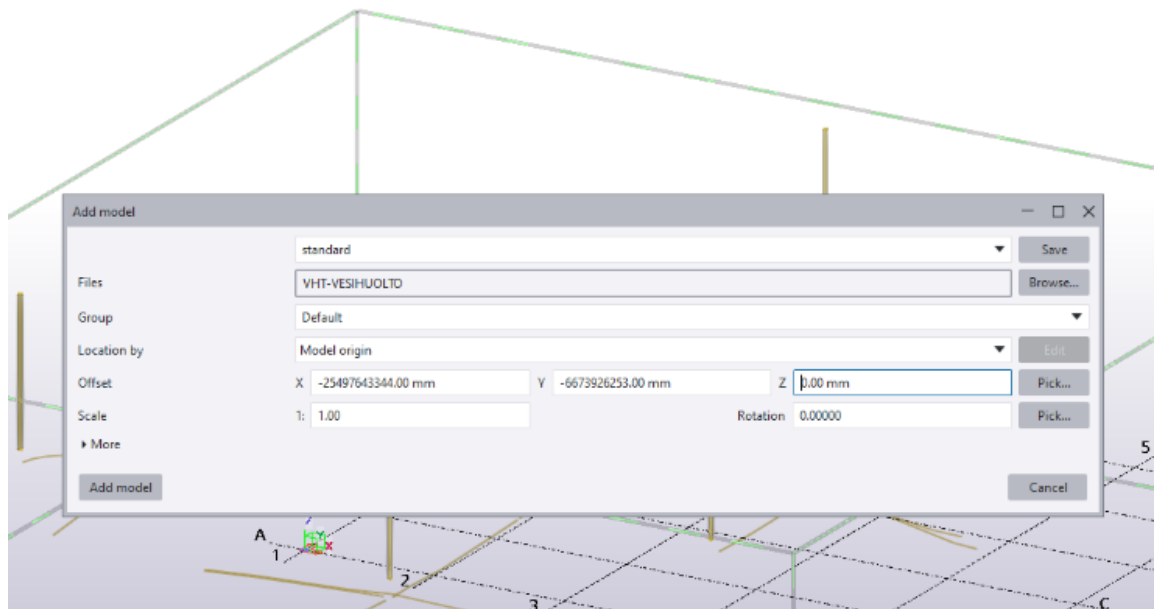 Add model
standard Save
Files VHT-VESIHUOLTO Browse...
Group Default
Location by Model origin Edit
Offset X -25497643344.00 mm Y -6673926253.00 mm Z 0.00 mm Pick...
Scale 1: 1.00 Rotation 0.00000 Pick...
More
Add model Cancel
5
A
1
Y
X
2
3
C